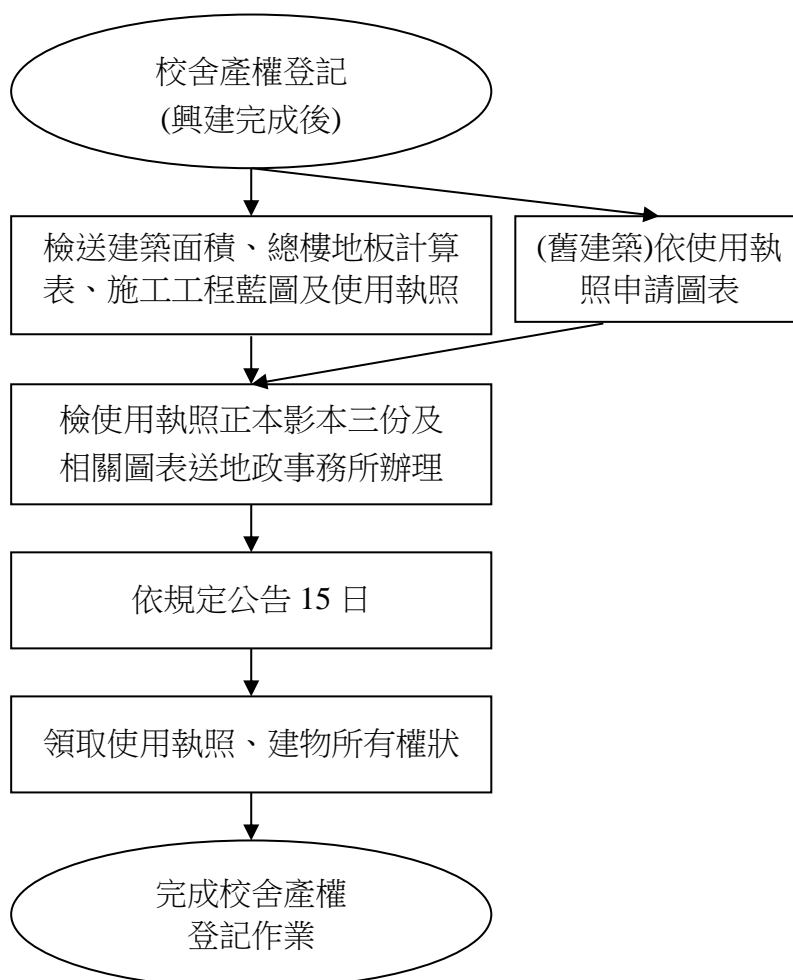 校舍產權登記
(興建完成後)
檢送建築面積、總樓地板計算
表、施工工程藍圖及使用執照
(舊建築)依使用執
照申請圖表
檢使用執照正本影本三份及
相關圖表送地政事務所辦理
依規定公告 15 日
領取使用執照、建物所有權狀
完成校舍產權
登記作業